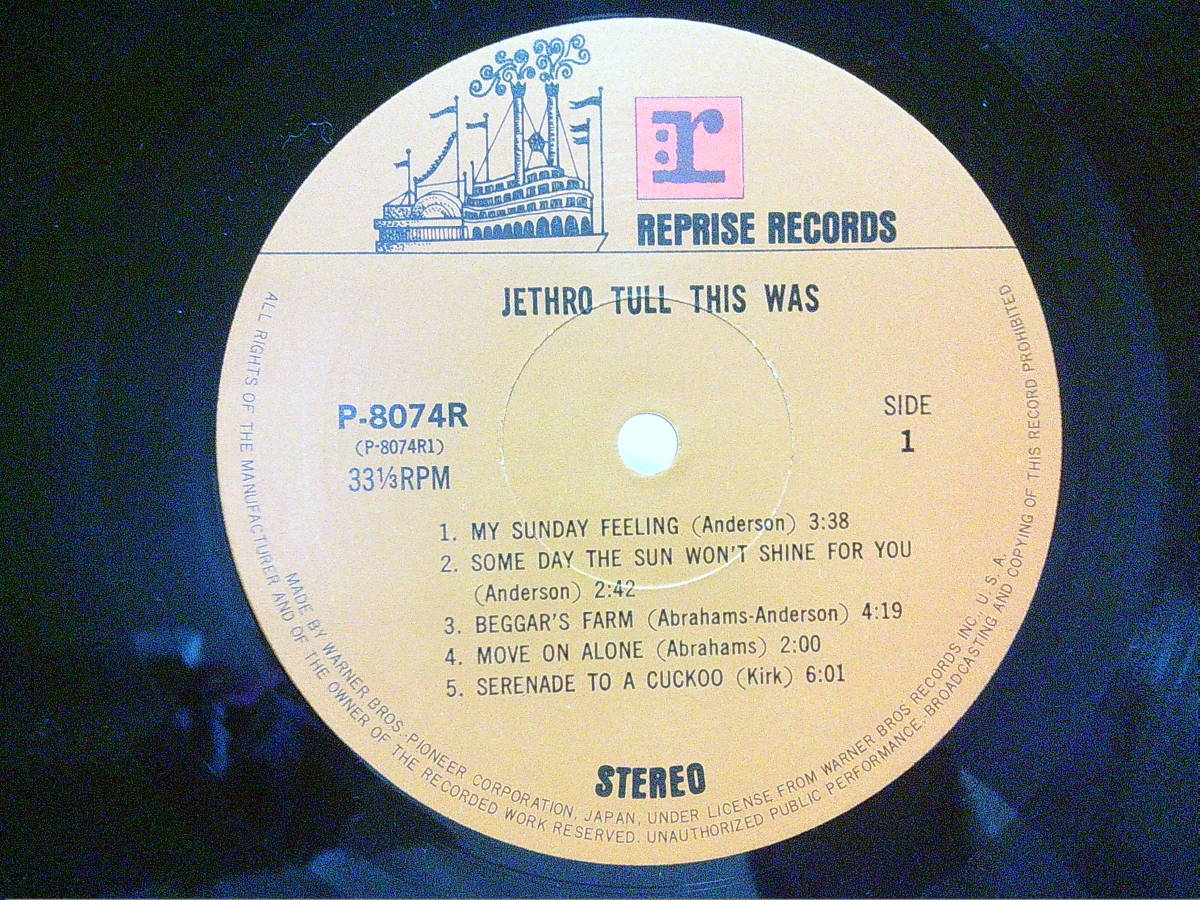 :r
REPRISE RECORDS
JETHRO TULL THIS WAS
P-8074R
(P-8074R1)
33⅓RPM
SIDE
1
1. MY SUNDAY FEELING (Anderson) 3:38
2. SOME DAY THE SUN WON'T SHINE FOR YOU
(Anderson) 2:42
3. BEGGAR'S FARM (Abrahams-Anderson) 4:19
4. MOVE ON ALONE (Abrahams) 2:00
5. SERENADE TO A CUCKOO (Kirk) 6:01
STEREO
MADE BY WARNER BROS.-PIONEER CORPORATION, JAPAN, UNDER LICENSE FROM WARNER BROS RECORDS INC., U. S. A.
ALL RIGHTS OF THE MANUFACTURER AND OF THE OWNER OF THE RECORDED WORK RESERVED. UNAUTHORIZED PUBLIC PERFORMANCE. BROADCASTING AND COPYING OF THIS RECORD PROHIBITED.